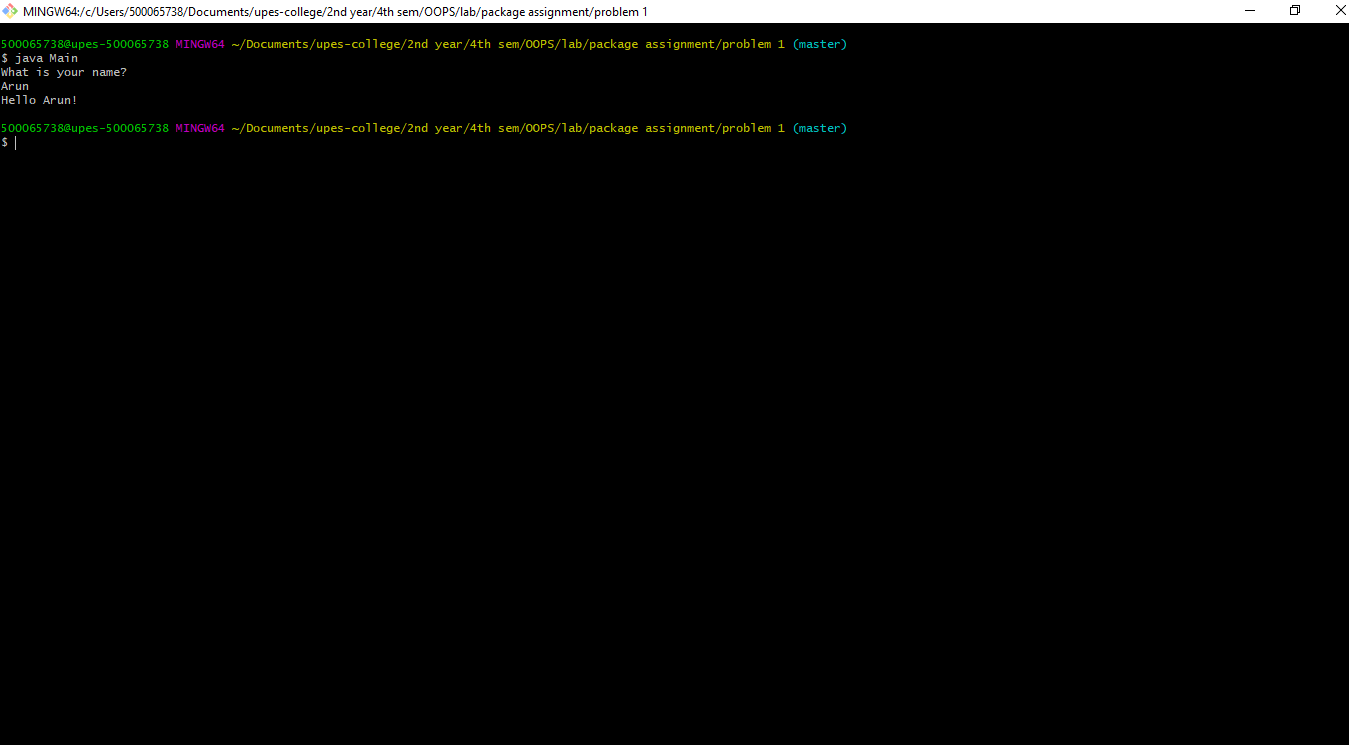 MINGW64:/c/Users/500065738/Documents/upes-college/2nd year/4th sem/OOPS/lab/package assignment/problem 1
500065738@upes-500065738 MINGW64 ~/Documents/upes-college/2nd year/4th sem/OOPS/lab/package assignment/problem 1 (master)
$ java Main
What is your name?
Arun
Hello Arun!
500065738@upes-500065738 MINGW64 ~/Documents/upes-college/2nd year/4th sem/OOPS/lab/package assignment/problem 1 (master)
$